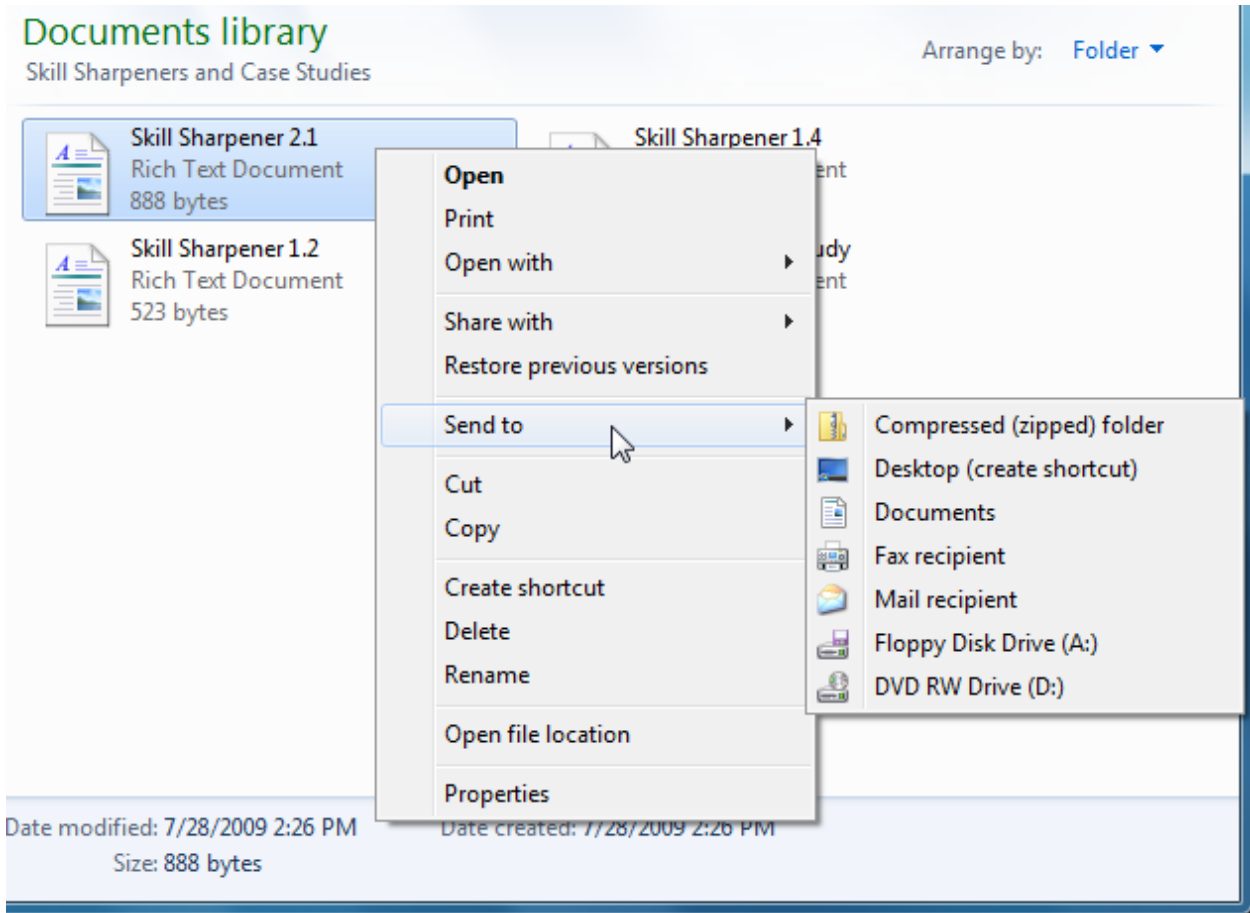 Documents library
Skill Sharpeners and Case Studies
Arrange by: Folder
Skill Sharpener 2.1
Rich Text Document
888 bytes
Skill Sharpener 1.4
Skill Sharpener 1.2
Rich Text Document
523 bytes
Open
Print
Open with
Share with
Restore previous versions
Send to
Cut
Copy
Create shortcut
Delete
Rename
Open file location
Properties
Compressed (zipped) folder
Desktop (create shortcut)
Documents
Fax recipient
Mail recipient
Floppy Disk Drive (A:)
DVD RW Drive (D:)
Date modified: 7/28/2009 2:26 PM
Date created: 7/28/2009 2:26 PM
Size: 888 bytes